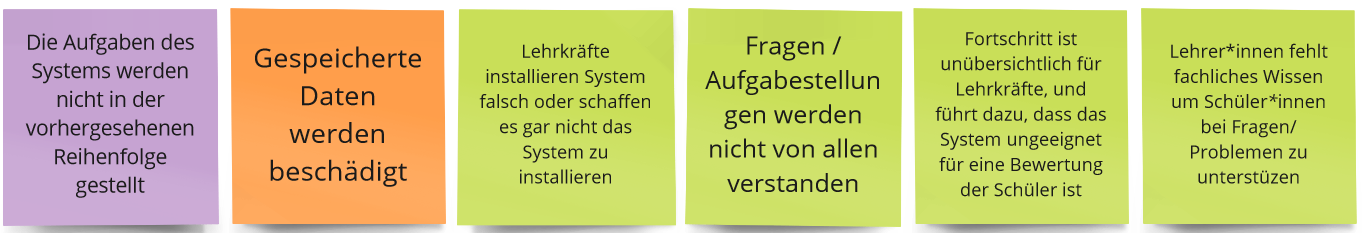 Die Aufgaben des
Systems werden
nicht in der
vorhergesehenen
Reihenfolge
gestellt
Gespeicherte
Daten
werden
beschädigt
Lehrkräfte
installieren System
falsch oder schaffen
es gar nicht das
System zu
installieren
Fragen /
Aufgabestellun
gen werden
nicht von allen
verstanden
Fortschritt ist
unübersichtlich für
Lehrkräfte, und
führt dazu, dass das
System ungeeignet
für eine Bewertung
der Schüler ist
Lehrer*innen fehlt
fachliches Wissen
um Schüler*innen
bei Fragen/
Problemen zu
unterstüzen